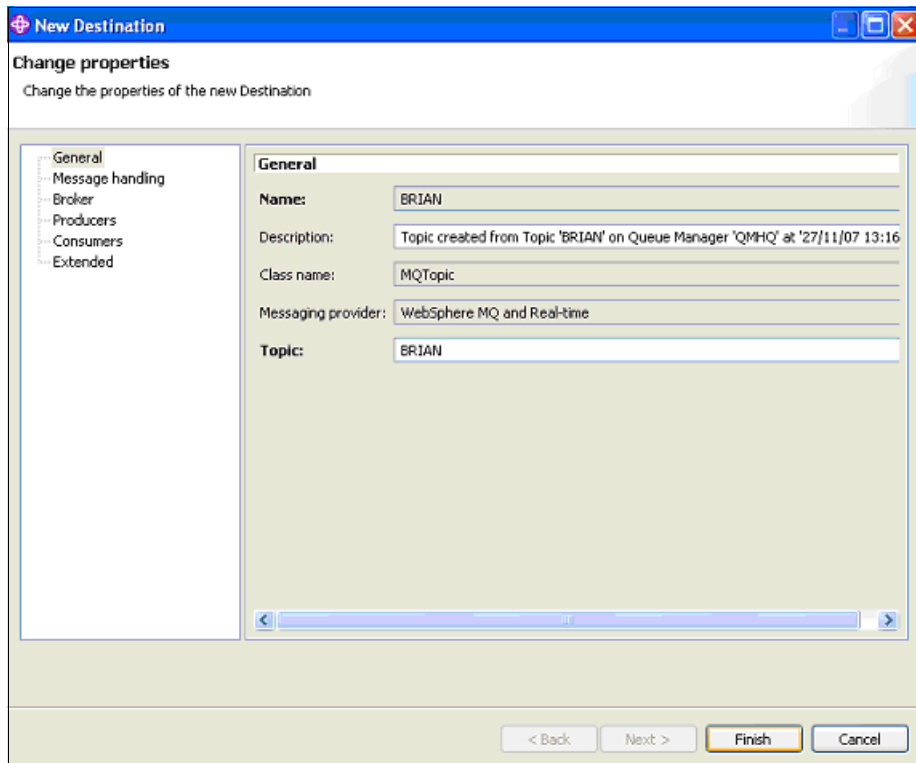 New Destination
Change properties
Change the properties of the new Destination
General
Message handling
Broker
Producers
Consumers
Extended
General
Name: BRIAN
Description: Topic created from Topic 'BRIAN' on Queue Manager 'QMHQ' at '27/11/07 13:16
Class name: MQTopic
Messaging provider: WebSphere MQ and Real-time
Topic: BRIAN
< Back Next > Finish Cancel